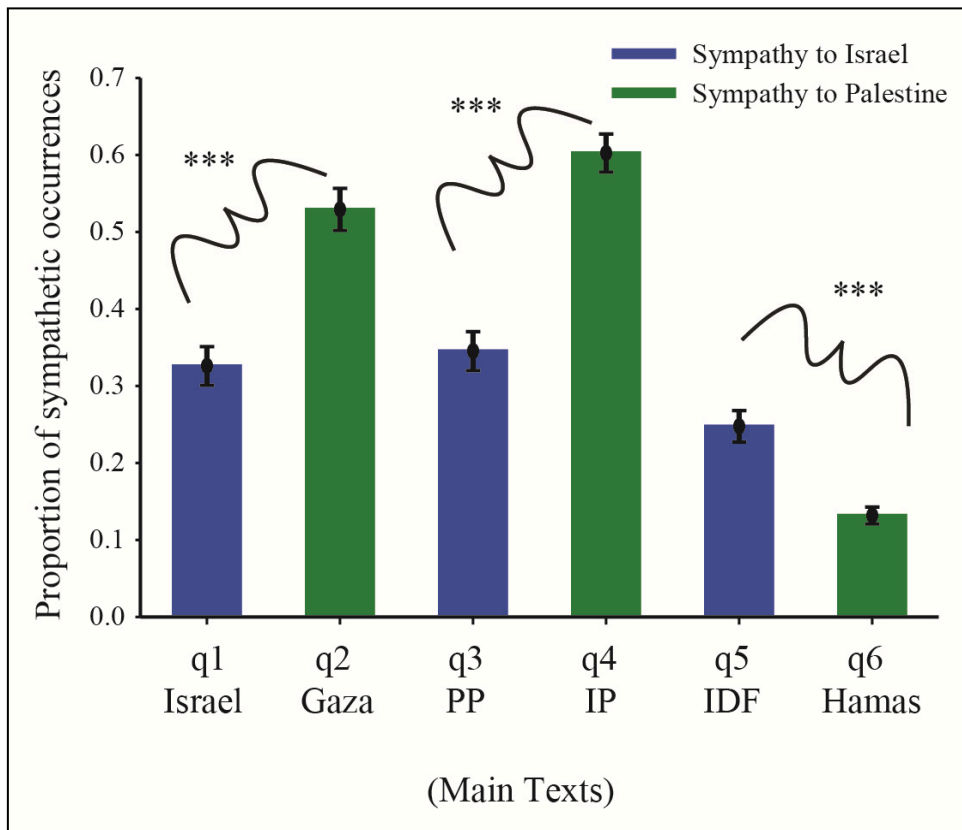 Sympathy to Israel
Sympathy to Palestine
Proportion of sympathetic occurrences
0.7
0.6
0.5
0.4
0.3
0.2
0.1
0.0
***
***
***
q1 q2 q3 q4 q5 q6
Israel Gaza PP IP IDF Hamas
(Main Texts)